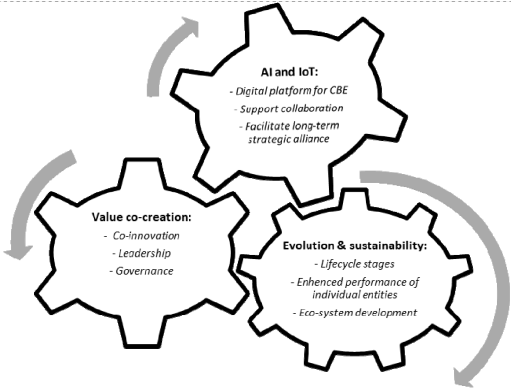 AI and IoT:
- Digital platform for CBE
- Support collaboration
- Facilitate long-term
strategic alliance
Value co-creation:
- Co-innovation
- Leadership
- Governance
Evolution & sustainability:
- Lifecycle stages
- Enhanced performance of
individual entities
- Eco-system development